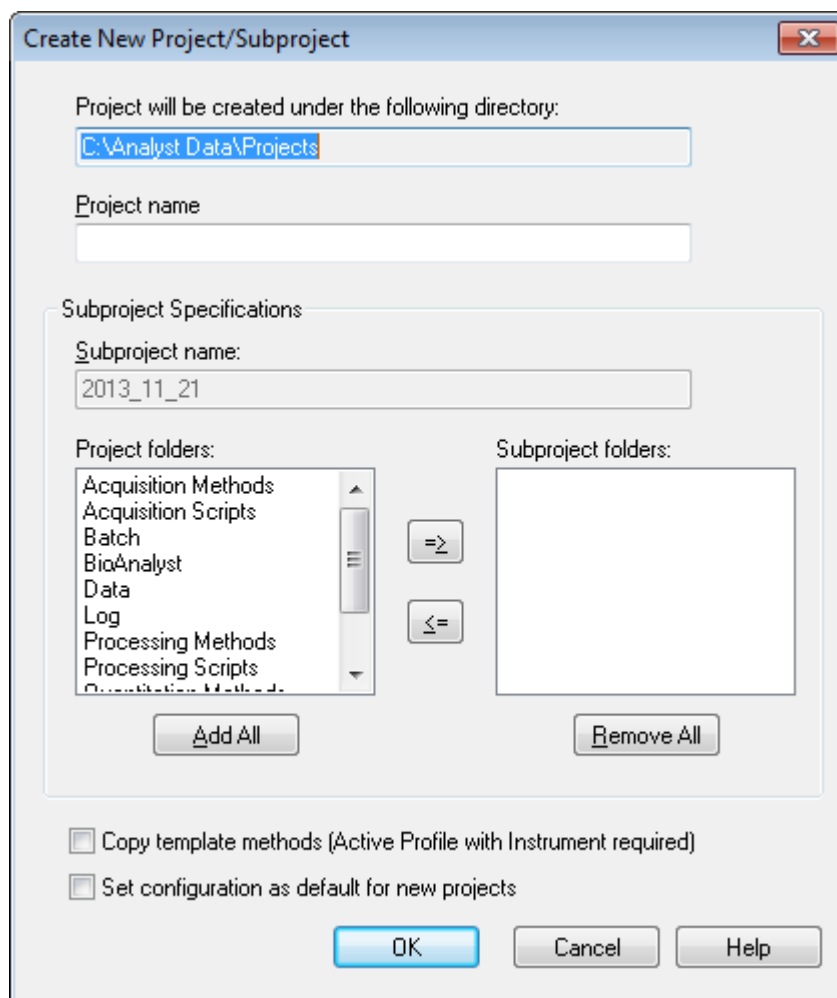 Create New Project/Subproject
Project will be created under the following directory:
C:\Analyst Data\Projects
Project name
Subproject Specifications
Subproject name:
2013_11_21
Project folders:
Subproject folders:
Acquisition Methods
Acquisition Scripts
Batch
BioAnalyst
Data
Log
Processing Methods
Processing Scripts
Quantitation Methods
=>
<=
Add All
Remove All
Copy template methods (Active Profile with Instrument required)
Set configuration as default for new projects
OK
Cancel
Help